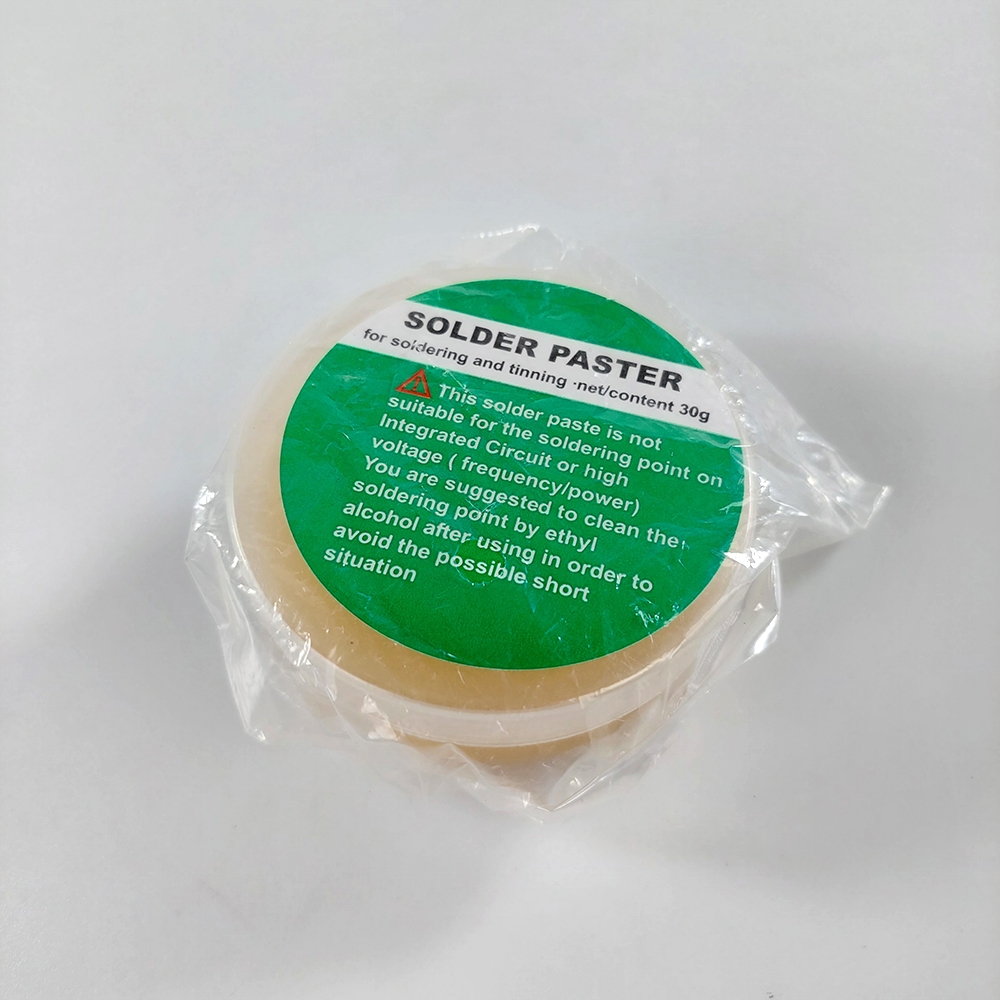 SOLDER PASTER
for soldering and tinning ·net/content 30g
This solder paste is not
suitable for the soldering point on
Integrated Circuit or high
voltage ( frequency/power)
You are suggested to clean the
soldering point by ethyl
alcohol after using in order to
avoid the possible short
situation